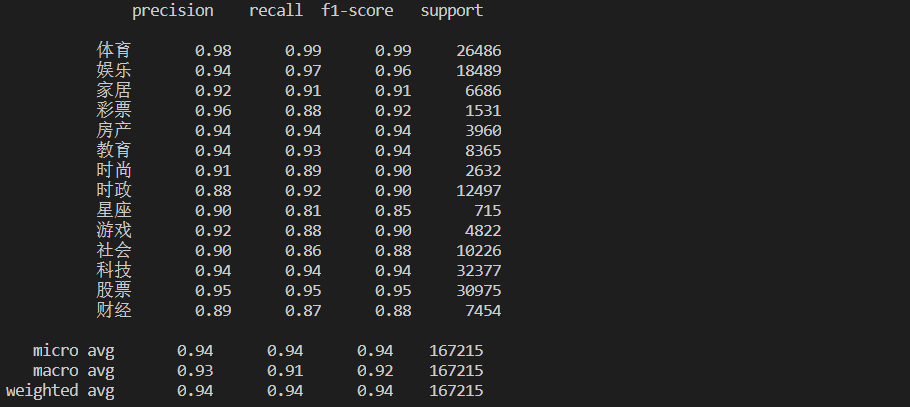 precision recall f1-score support
体育 0.98 0.99 0.99 26486
娱乐 0.94 0.97 0.96 18489
家居 0.92 0.91 0.91 6686
彩票 0.96 0.88 0.92 1531
房产 0.94 0.94 0.94 3960
教育 0.94 0.93 0.94 8365
时尚 0.91 0.89 0.90 2632
时政 0.88 0.92 0.90 12497
星座 0.90 0.81 0.85 715
游戏 0.92 0.88 0.90 4822
社会 0.90 0.86 0.88 10226
科技 0.94 0.94 0.94 32377
股票 0.95 0.95 0.95 30975
财经 0.89 0.87 0.88 7454
micro avg 0.94 0.94 0.94 167215
macro avg 0.93 0.91 0.92 167215
weighted avg 0.94 0.94 0.94 167215